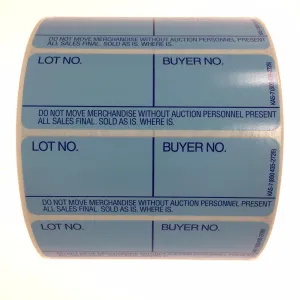 DO NOT MOVE MERCHANDISE WITHOUT AUCTION PERSONNEL PRESENT
ALL SALES FINAL. SOLD AS IS. WHERE IS.
LOT NO. BUYER NO.
DO NOT MOVE MERCHANDISE WITHOUT AUCTION PERSONNEL PRESENT
ALL SALES FINAL. SOLD AS IS. WHERE IS.
LOT NO. BUYER NO.
DO NOT MOVE MERCHANDISE WITHOUT AUCTION PERSONNEL PRESENT
ALL SALES FINAL. SOLD AS IS. WHERE IS.
LOT NO. BUYER NO.